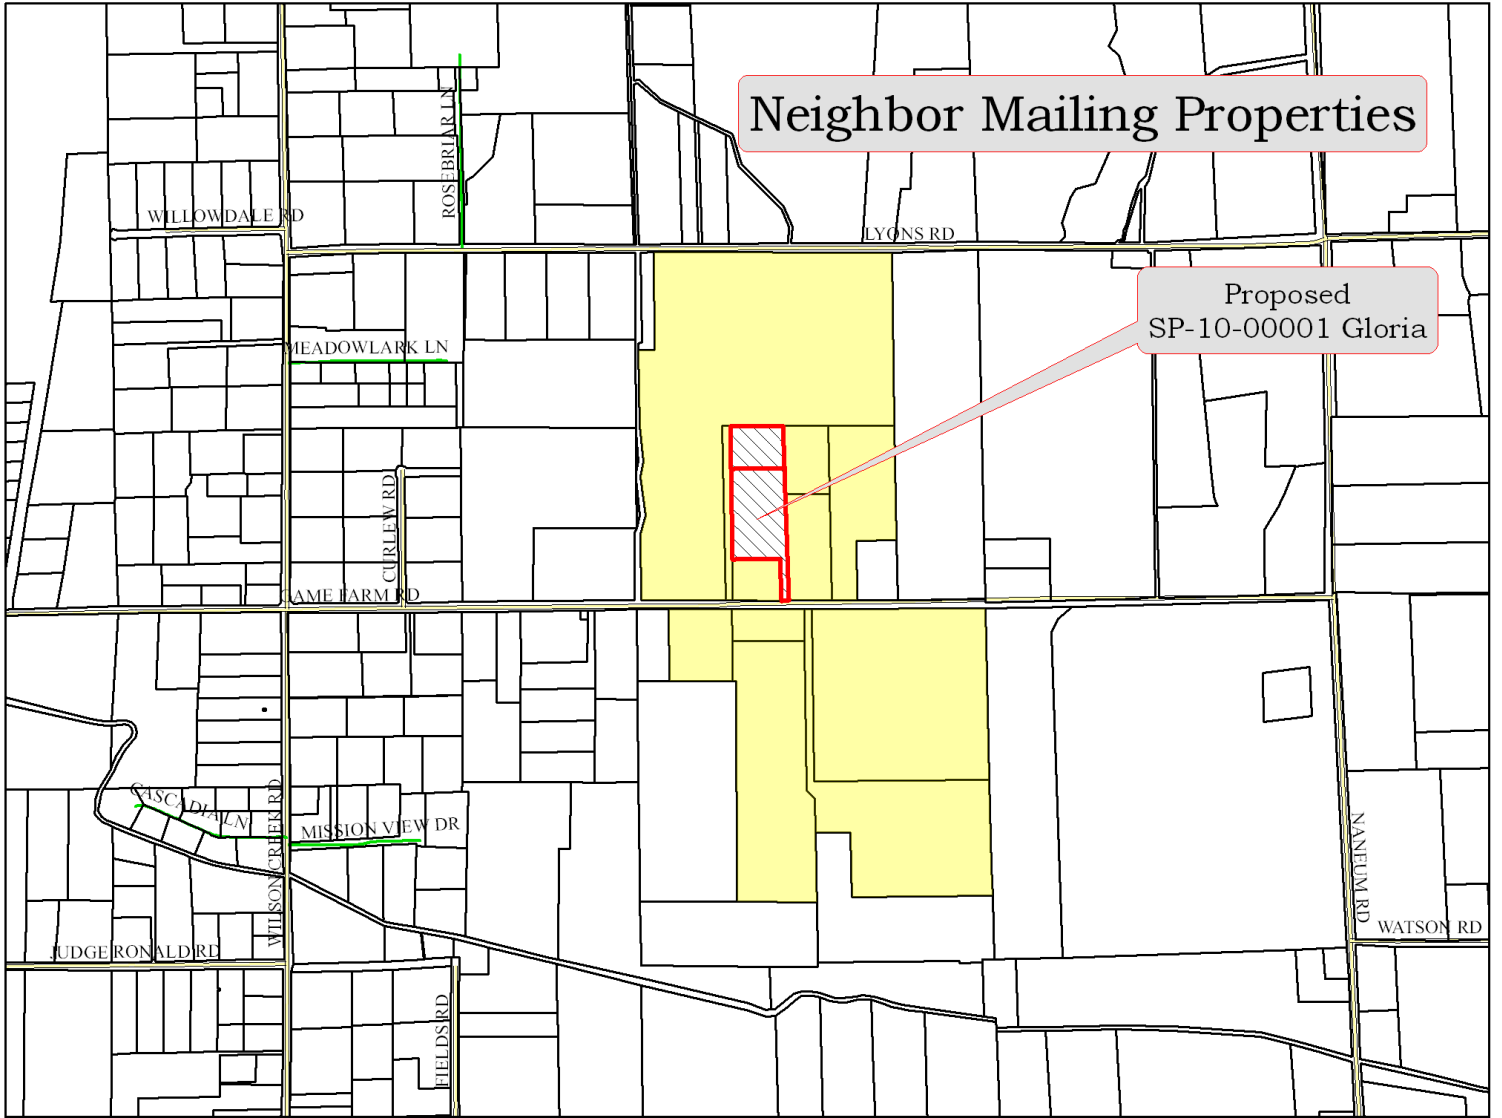 Neighbor Mailing Properties
ROSEBRIAR LN
WILLOWDALE RD
LYONS RD
Proposed
SP-10-00001 Gloria
MEADOWLARK LN
CURLEW RD
GAME FARM RD
CASCADIA LN
MISSION VIEW DR
WILSON CREEK RD
NANEUM RD
WATSON RD
JUDGE RONALD RD
FIELDS RD